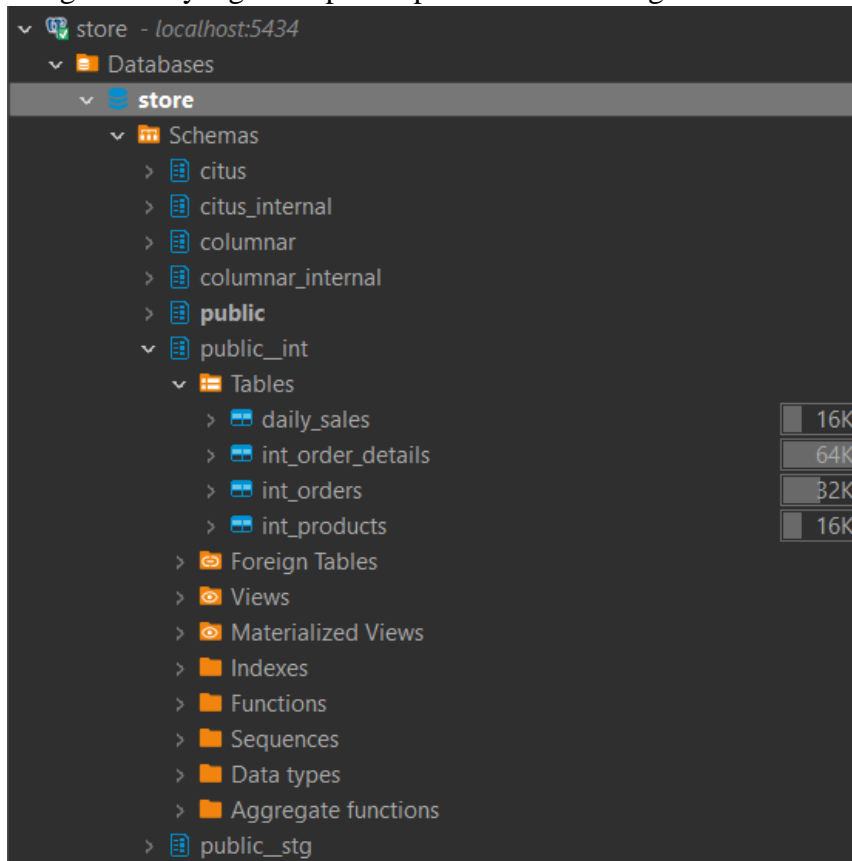 store - localhost:5434
Databases
store
Schemas
citus
citus_internal
columnar
columnar_internal
public
public__int
Tables
daily_sales 16K
int_order_details 64K
int_orders 32K
int_products 16K
Foreign Tables
Views
Materialized Views
Indexes
Functions
Sequences
Data types
Aggregate functions
public__stg